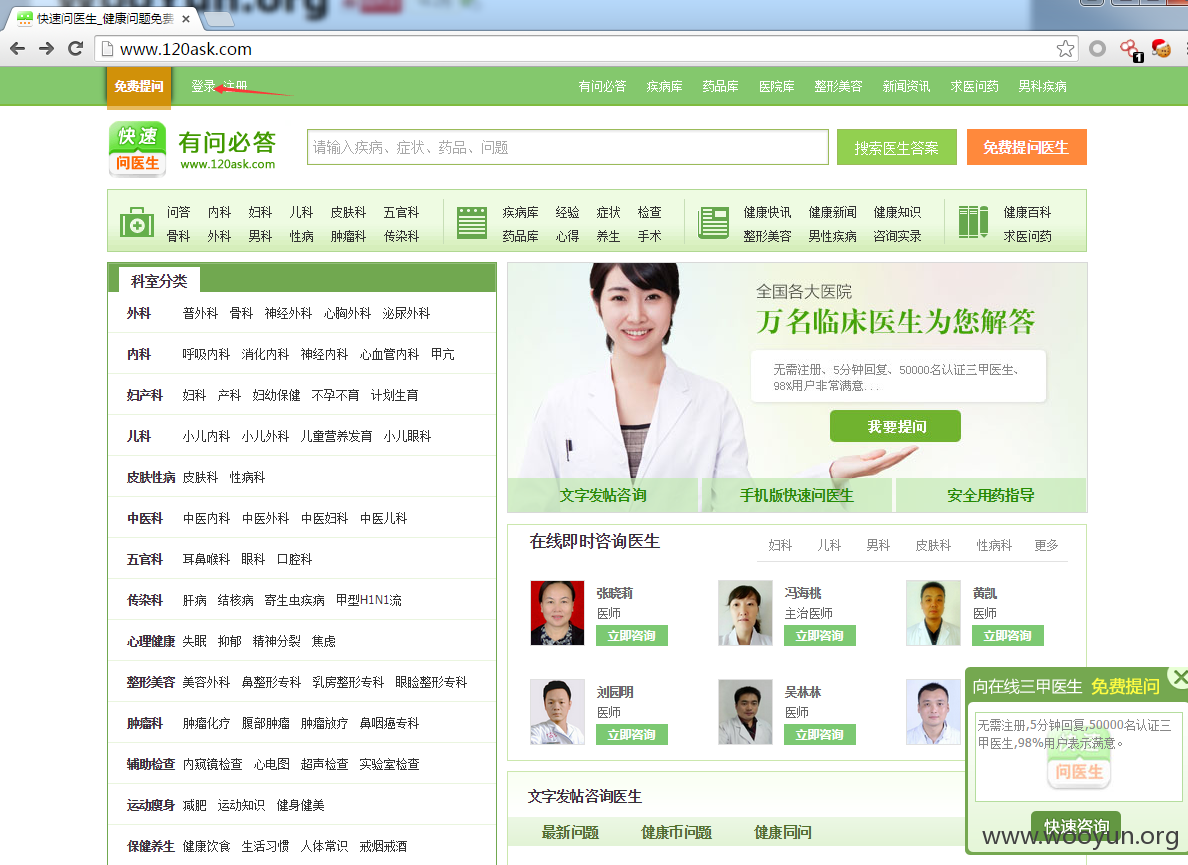 快速问医生_健康问题免费
www.120ask.com
1
免费提问 登录 注册 有问必答 疾病库 药品库 医院库 整形美容 新闻资讯 求医问药 男科疾病
快速
问医生
有问必答
www.120ask.com
请输入疾病、症状、药品、问题
搜索医生答案
免费提问医生
问答 内科 妇科 儿科 皮肤科 五官科
骨科 外科 男科 性病 肿瘤科 传染科
疾病库 经验 症状 检查
药品库 心得 养生 手术
健康快讯 健康新闻 健康知识
整形美容 男性疾病 咨询实录
健康百科
求医问药
科室分类
外科 普外科 骨科 神经外科 心胸外科 泌尿外科
内科 呼吸内科 消化内科 神经内科 心血管内科 甲亢
妇产科 妇科 产科 妇幼保健 不孕不育 计划生育
儿科 小儿内科 小儿外科 儿童营养发育 小儿眼科
皮肤性病 皮肤科 性病科
中医科 中医内科 中医外科 中医妇科 中医儿科
五官科 耳鼻喉科 眼科 口腔科
传染科 肝病 结核病 寄生虫疾病 甲型H1N1流
心理健康 失眠 抑郁 精神分裂 焦虑
整形美容 美容外科 鼻整形专科 乳房整形专科 眼脸整形专科
肿瘤科 肿瘤化疗 腹部肿瘤 肿瘤放疗 鼻咽癌专科
辅助检查 内窥镜检查 心电图 超声检查 实验室检查
运动瘦身 减肥 运动知识 健身健美
保健养生 健康饮食 生活习惯 人体常识 戒烟戒酒
全国各大医院
万名临床医生为您解答
无需注册、5分钟回复、50000名认证三甲医生、
98%用户非常满意...
我要提问
文字发帖咨询 手机版快速问医生 安全用药指导
在线即时咨询医生 妇科 儿科 男科 皮肤科 性病科 更多
张晓莉
医师
立即咨询
冯海桃
主治医师
立即咨询
黄凯
医师
立即咨询
刘园明
医师
立即咨询
吴林林
医师
立即咨询
文字发帖咨询医生
最新问题 健康币问题 健康同问
向在线三甲医生 免费提问
无需注册,5分钟回复,50000名认证三
甲医生,98%用户表示满意。
问医生
快速咨询
www.wooyun.org